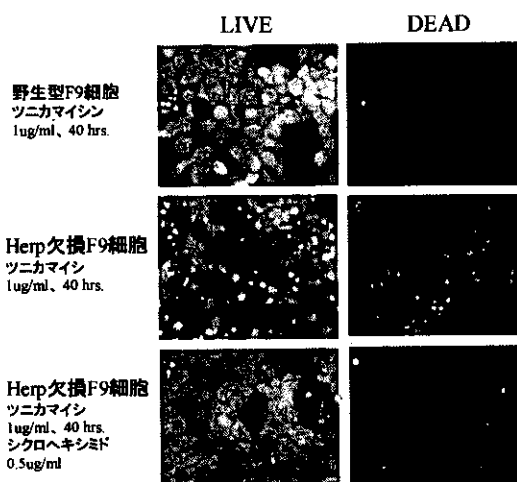 LIVE DEAD
野生型F9細胞
ツニカマイシン
1ug/ml、40 hrs.
Herp欠損F9細胞
ツニカマイシ
1ug/ml、40 hrs.
Herp欠損F9細胞
ツニカマイシ
1ug/ml、40 hrs.
シクロヘキシミド
0.5ug/ml